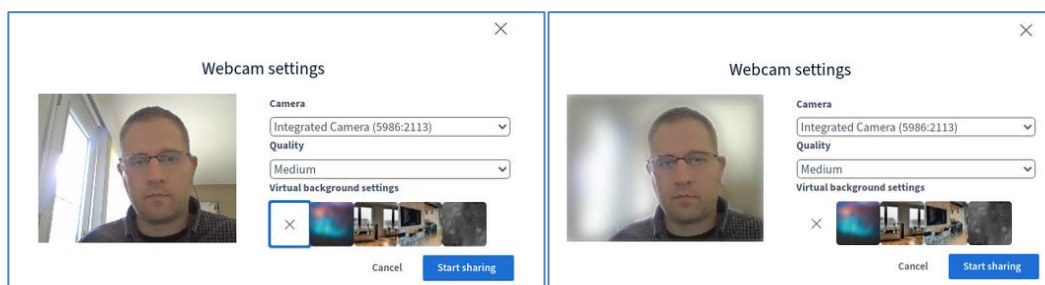 Webcam settings
Camera
Integrated Camera (5986:2113)
Quality
Medium
Virtual background settings
Cancel Start sharing
Webcam settings
Camera
Integrated Camera (5986:2113)
Quality
Medium
Virtual background settings
Cancel Start sharing